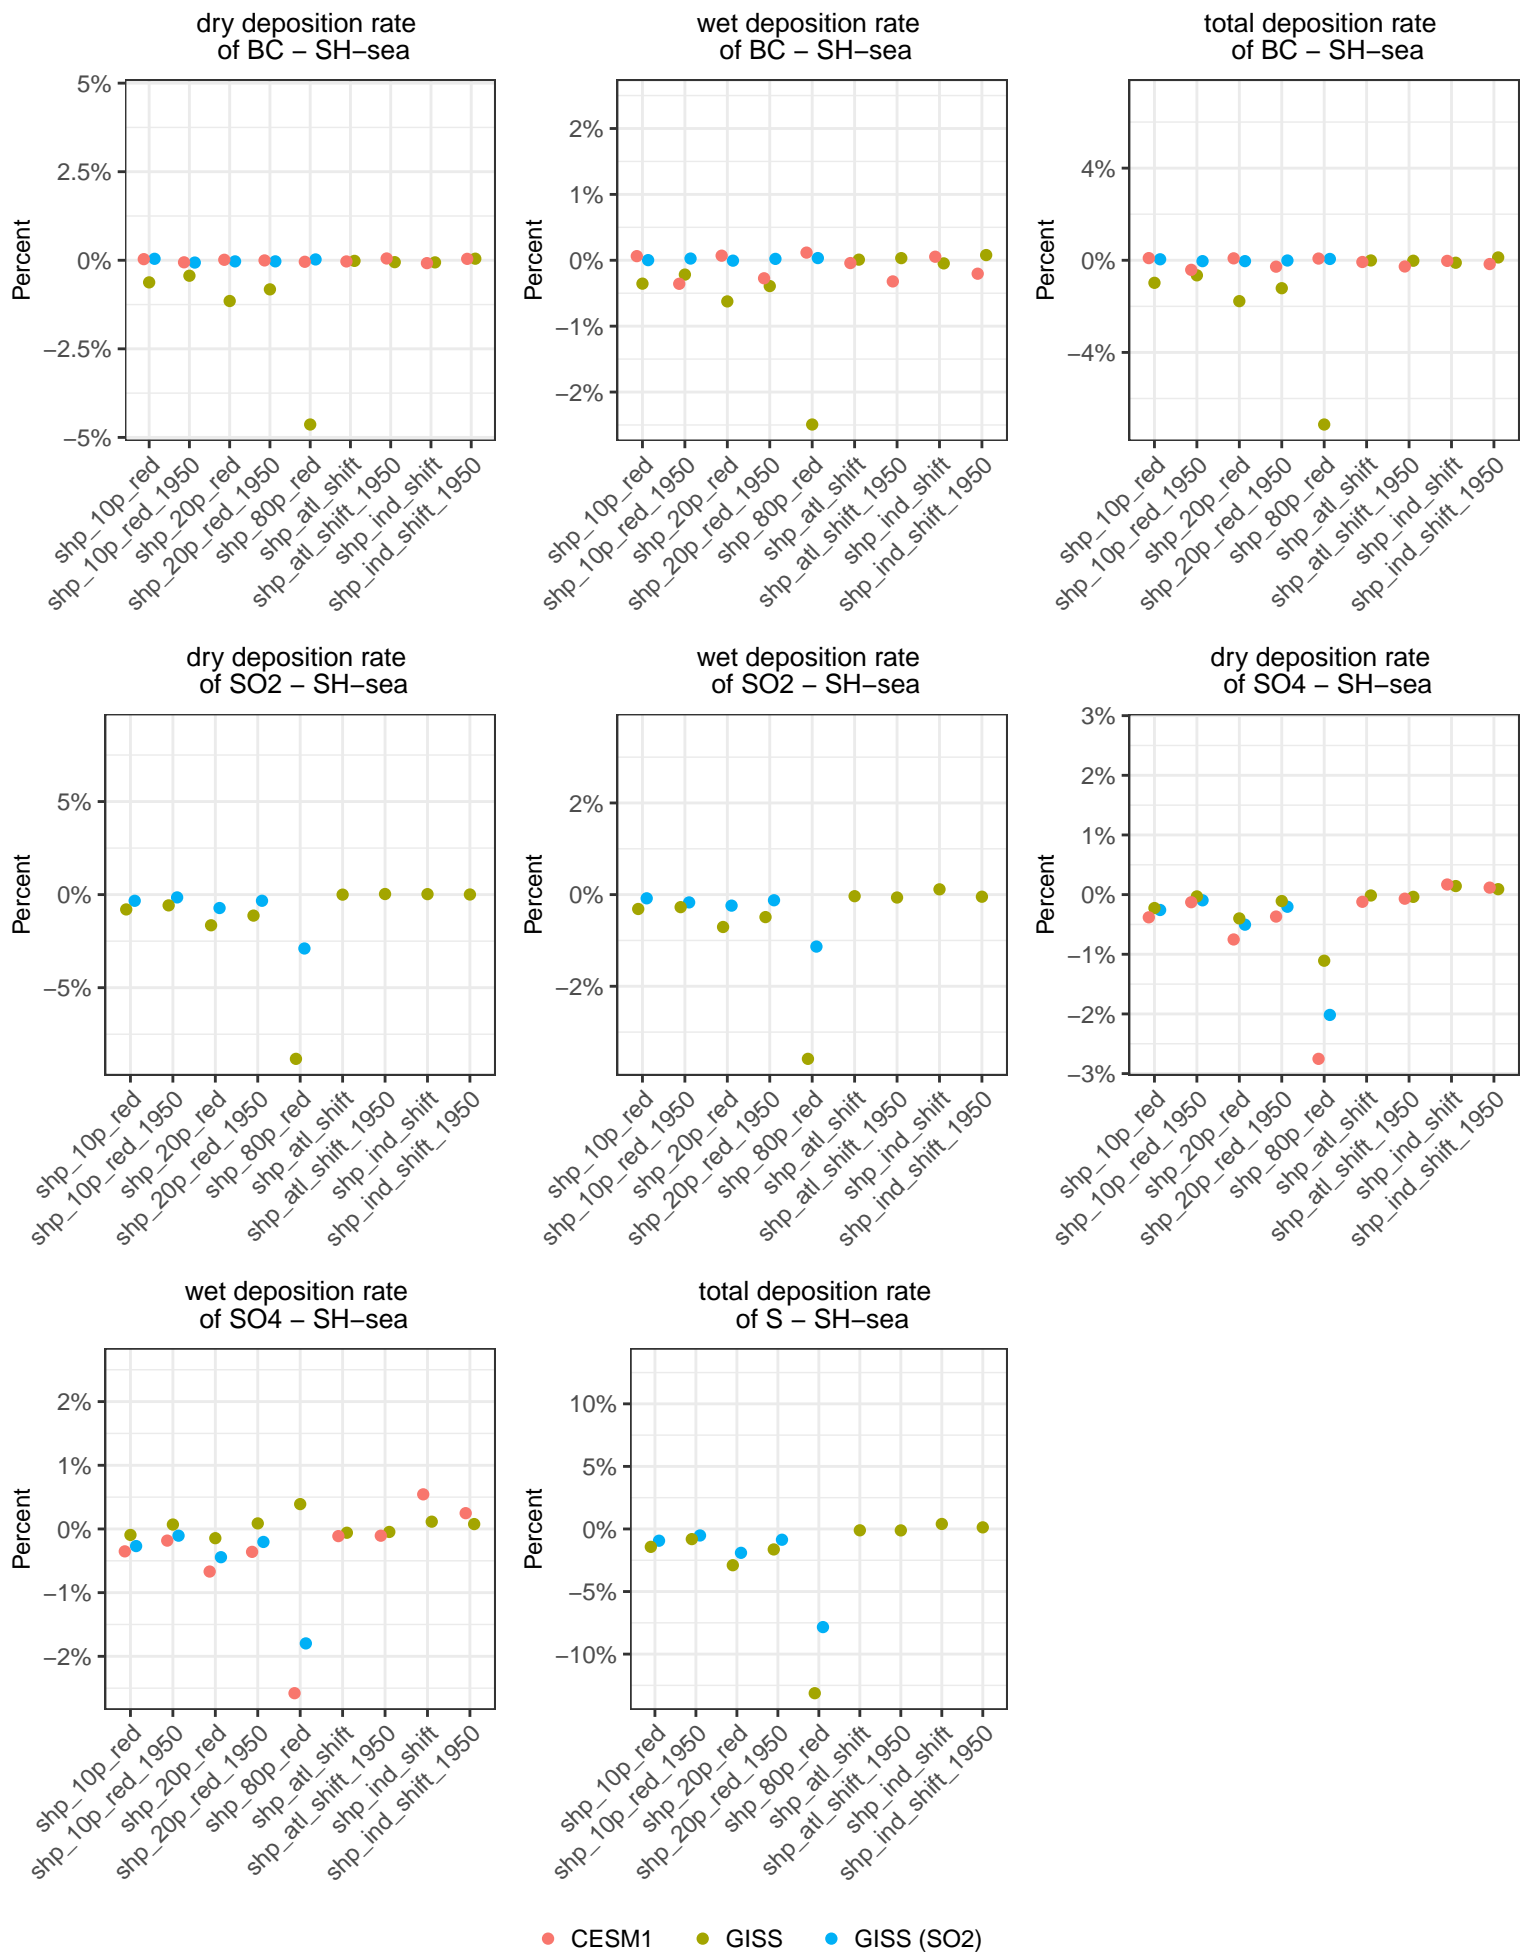 dry deposition rate
of BC − SH−sea
wet deposition rate
of BC − SH−sea
total deposition rate
of BC − SH−sea
Percent
5%
2.5%
0%
−2.5%
−5%
shp_10p_red
shp_10p_red_1950
shp_20p_red
shp_20p_red_1950
shp_80p_red
shp_atl_shift
shp_atl_shift_1950
shp_ind_shift
shp_ind_shift_1950
Percent
2%
1%
0%
−1%
−2%
shp_10p_red
shp_10p_red_1950
shp_20p_red
shp_20p_red_1950
shp_80p_red
shp_atl_shift
shp_atl_shift_1950
shp_ind_shift
shp_ind_shift_1950
Percent
4%
0%
−4%
shp_10p_red
shp_10p_red_1950
shp_20p_red
shp_20p_red_1950
shp_80p_red
shp_atl_shift
shp_atl_shift_1950
shp_ind_shift
shp_ind_shift_1950
dry deposition rate
of SO2 − SH−sea
wet deposition rate
of SO2 − SH−sea
dry deposition rate
of SO4 − SH−sea
Percent
5%
0%
−5%
shp_10p_red
shp_10p_red_1950
shp_20p_red
shp_20p_red_1950
shp_80p_red
shp_atl_shift
shp_atl_shift_1950
shp_ind_shift
shp_ind_shift_1950
Percent
2%
0%
−2%
shp_10p_red
shp_10p_red_1950
shp_20p_red
shp_20p_red_1950
shp_80p_red
shp_atl_shift
shp_atl_shift_1950
shp_ind_shift
shp_ind_shift_1950
Percent
3%
2%
1%
0%
−1%
−2%
−3%
shp_10p_red
shp_10p_red_1950
shp_20p_red
shp_20p_red_1950
shp_80p_red
shp_atl_shift
shp_atl_shift_1950
shp_ind_shift
shp_ind_shift_1950
wet deposition rate
of SO4 − SH−sea
total deposition rate
of S − SH−sea
Percent
2%
1%
0%
−1%
−2%
shp_10p_red
shp_10p_red_1950
shp_20p_red
shp_20p_red_1950
shp_80p_red
shp_atl_shift
shp_atl_shift_1950
shp_ind_shift
shp_ind_shift_1950
Percent
10%
5%
0%
−5%
−10%
shp_10p_red
shp_10p_red_1950
shp_20p_red
shp_20p_red_1950
shp_80p_red
shp_atl_shift
shp_atl_shift_1950
shp_ind_shift
shp_ind_shift_1950
CESM1 GISS GISS (SO2)